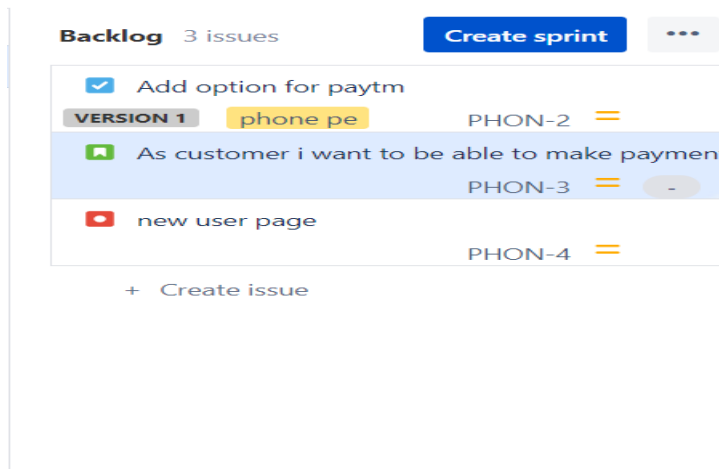 Backlog 3 issues Create sprint •••
Add option for paytm
VERSION 1 phone pe PHON-2
As customer i want to be able to make paymen
PHON-3 -
new user page
PHON-4
+ Create issue